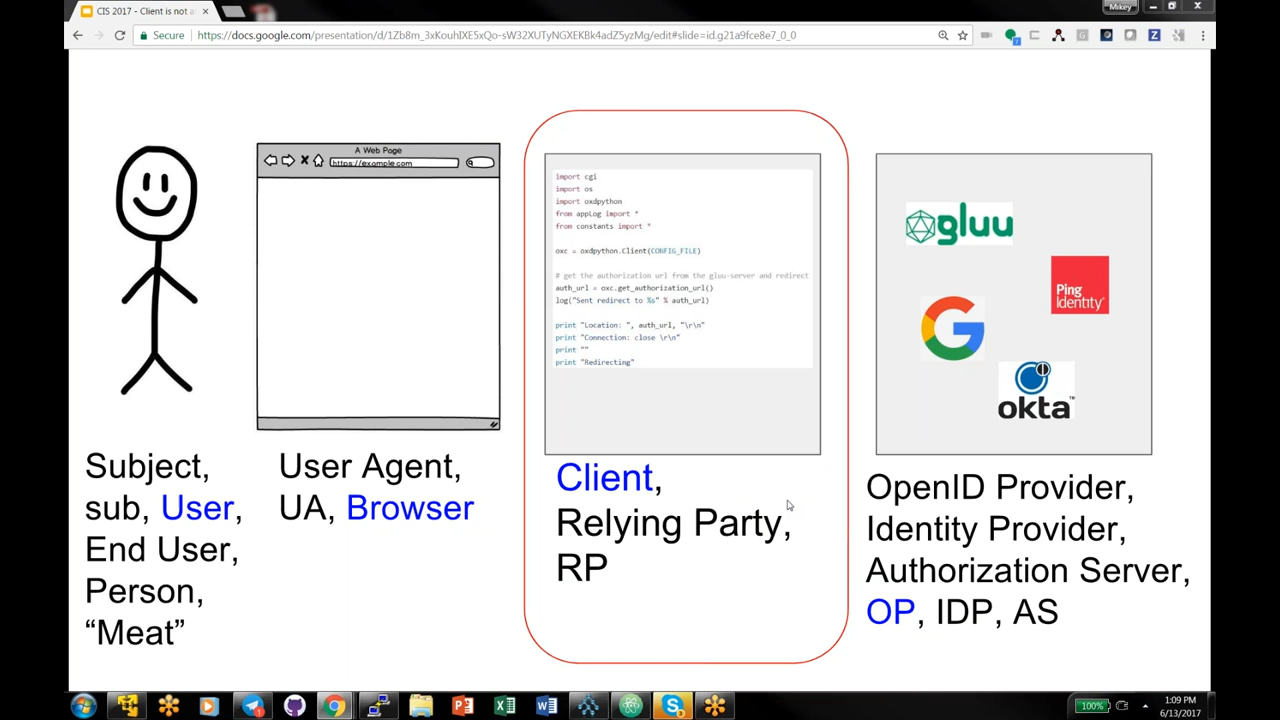 CIS 2017 - Client is not a
Mikey
Secure
https://docs.google.com/presentation/d/1Zb8m_3xKouhlXE5xQo-sW32XUTyNGXEKBk4adZ5yzMg/edit#slide=id.g21a9fce8e7_0_0
A Web Page
https://example.com
import cgi
import os
import oxdpython
from appLog import *
from constants import *
oxc = oxdpython.Client(CONFIG_FILE)
# get the authorization url from the gluu-server and redirect
auth_url = oxc.get_authorization_url()
log("Sent redirect to %s" % auth_url)
print "Location: ", auth_url, "\r\n"
print "Connection: close \r\n"
print ""
print "Redirecting"
gluu
Ping
Identity
okta
Subject,
sub, User,
End User,
Person,
“Meat”
User Agent,
UA, Browser
Client,
Relying Party,
RP
OpenID Provider,
Identity Provider,
Authorization Server,
OP, IDP, AS
100%
1:09 PM
6/13/2017